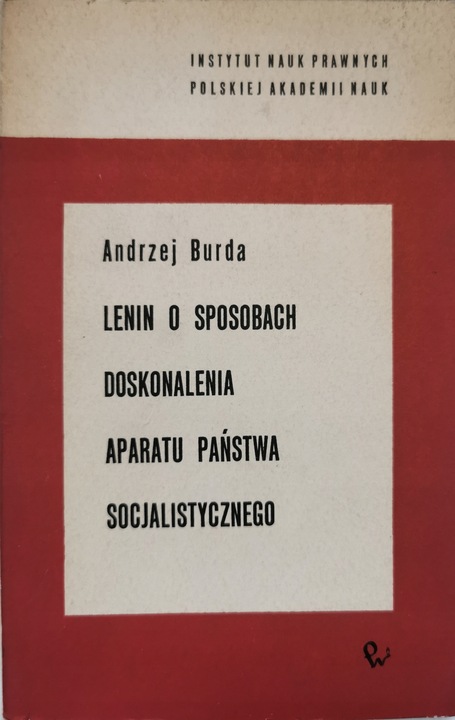 INSTYTUT NAUK PRAWNYCH
POLSKIEJ AKADEMII NAUK
Andrzej Burda
LENIN O SPOSOBACH
DOSKONALENIA
APARATU PAŃSTWA
SOCJALISTYCZNEGO